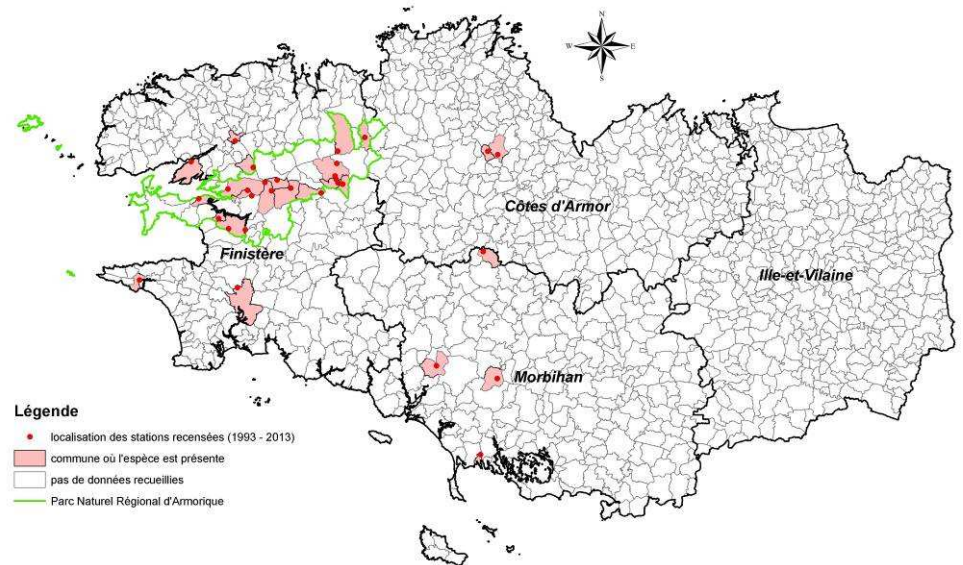 N
W E
S
Côtes d'Armor
Finistère
Ille-et-Vilaine
Morbihan
Légende
localisation des stations recensées (1993 - 2013)
commune où l'espèce est présente
pas de données recueillies
Parc Naturel Régional d'Armorique